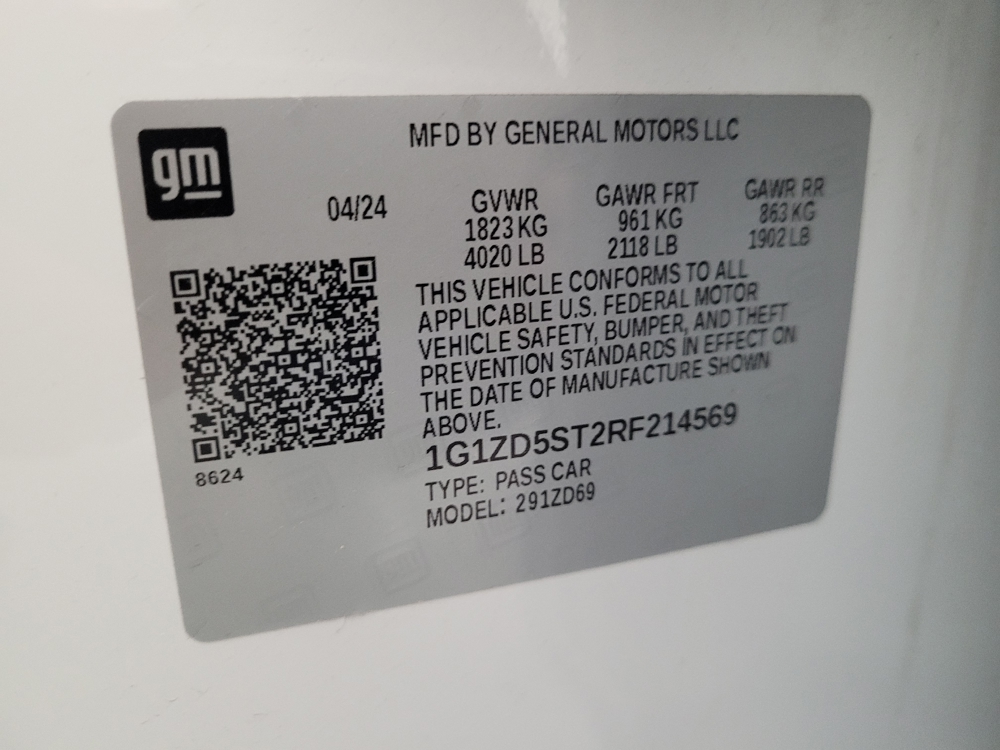 gm
MFD BY GENERAL MOTORS LLC
04/24
GVWR
1823 KG
4020 LB
GAWR FRT
961 KG
2118 LB
GAWR RR
863 KG
1902 LB
THIS VEHICLE CONFORMS TO ALL
APPLICABLE U.S. FEDERAL MOTOR
VEHICLE SAFETY, BUMPER, AND THEFT
PREVENTION STANDARDS IN EFFECT ON
THE DATE OF MANUFACTURE SHOWN
ABOVE.
1G1ZD5ST2RF214569
TYPE: PASS CAR
MODEL: 291ZD69
8624